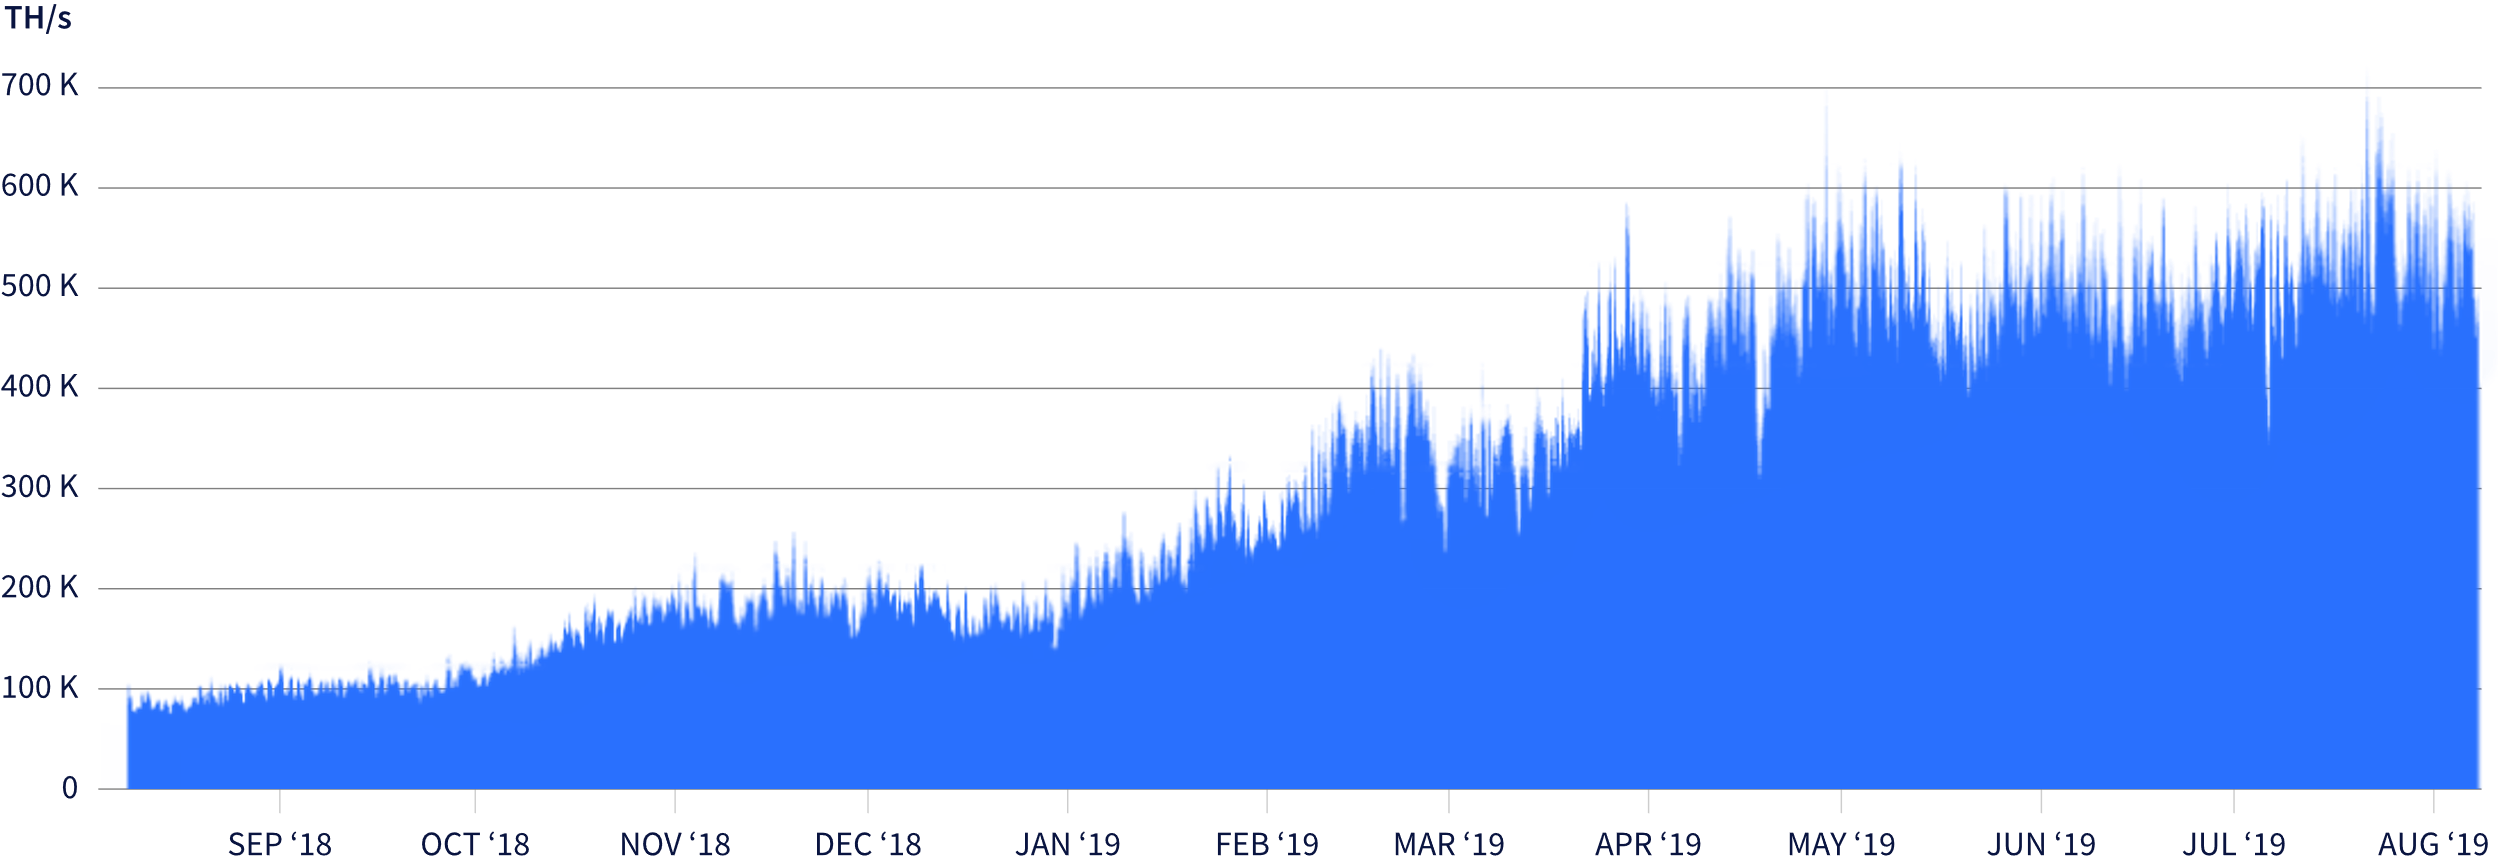 TH/s
700 K
600 K
500 K
400 K
300 K
200 K
100 K
0
SEP ‘18 OCT ‘18 NOV ‘18 DEC ‘18 JAN ‘19 FEB ‘19 MAR ‘19 APR ‘19 MAY ‘19 JUN ‘19 JUL ‘19 AUG ‘19